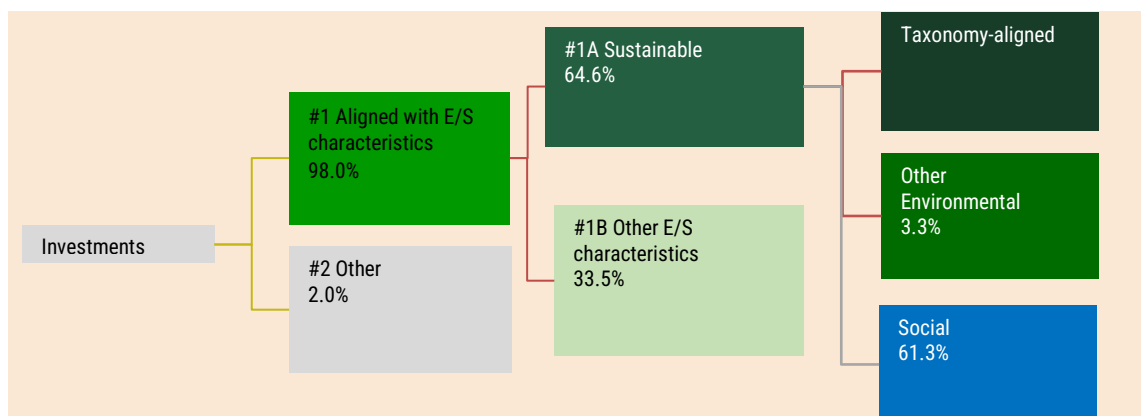 Investments
#1 Aligned with E/S
characteristics
98.0%
#2 Other
2.0%
#1A Sustainable
64.6%
#1B Other E/S
characteristics
33.5%
Taxonomy-aligned
Other
Environmental
3.3%
Social
61.3%